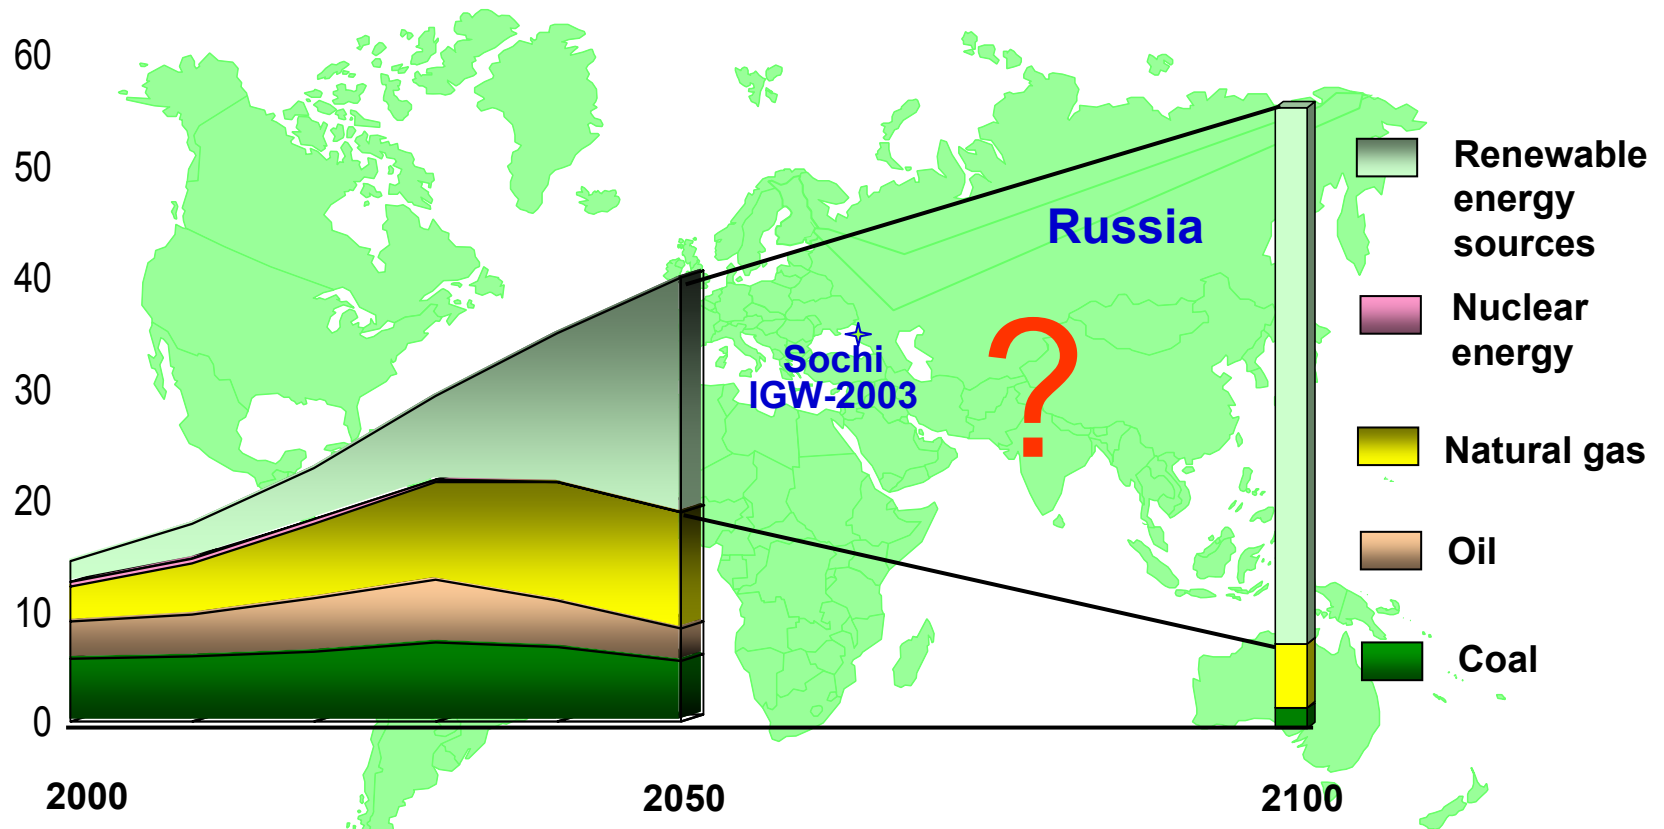 60
50
40
30
20
10
0
2000
2050
2100
Russia
Sochi
IGW-2003
?
Renewable
energy
sources
Nuclear
energy
Natural gas
Oil
Coal